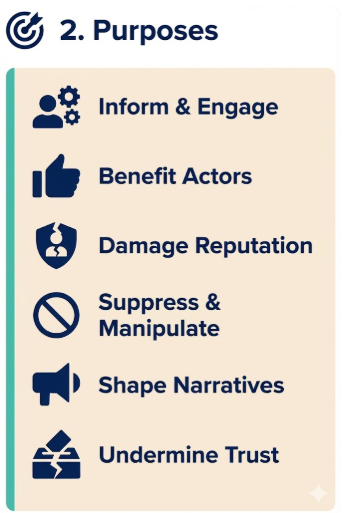 2. Purposes
Inform & Engage
Benefit Actors
Damage Reputation
Suppress &
Manipulate
Shape Narratives
Undermine Trust